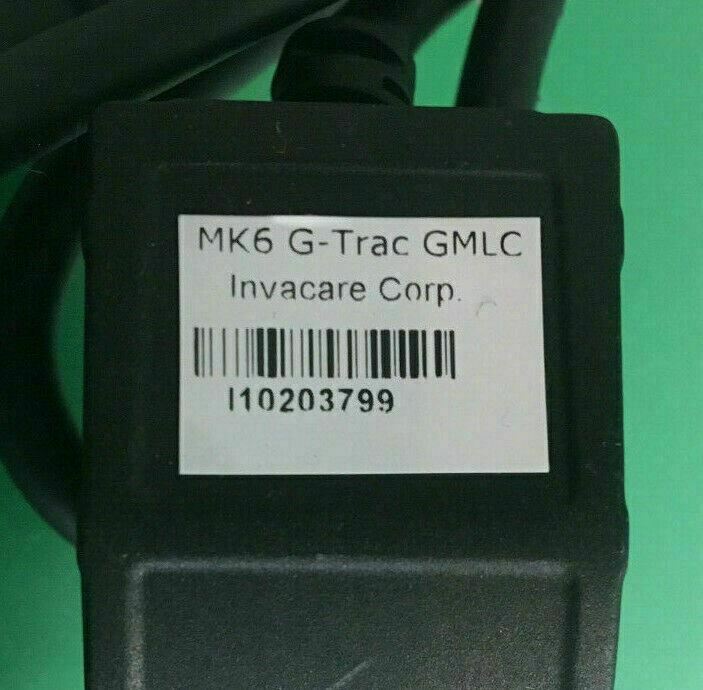 MK6 G-Trac GMLC
Invacare Corp.
I10203799